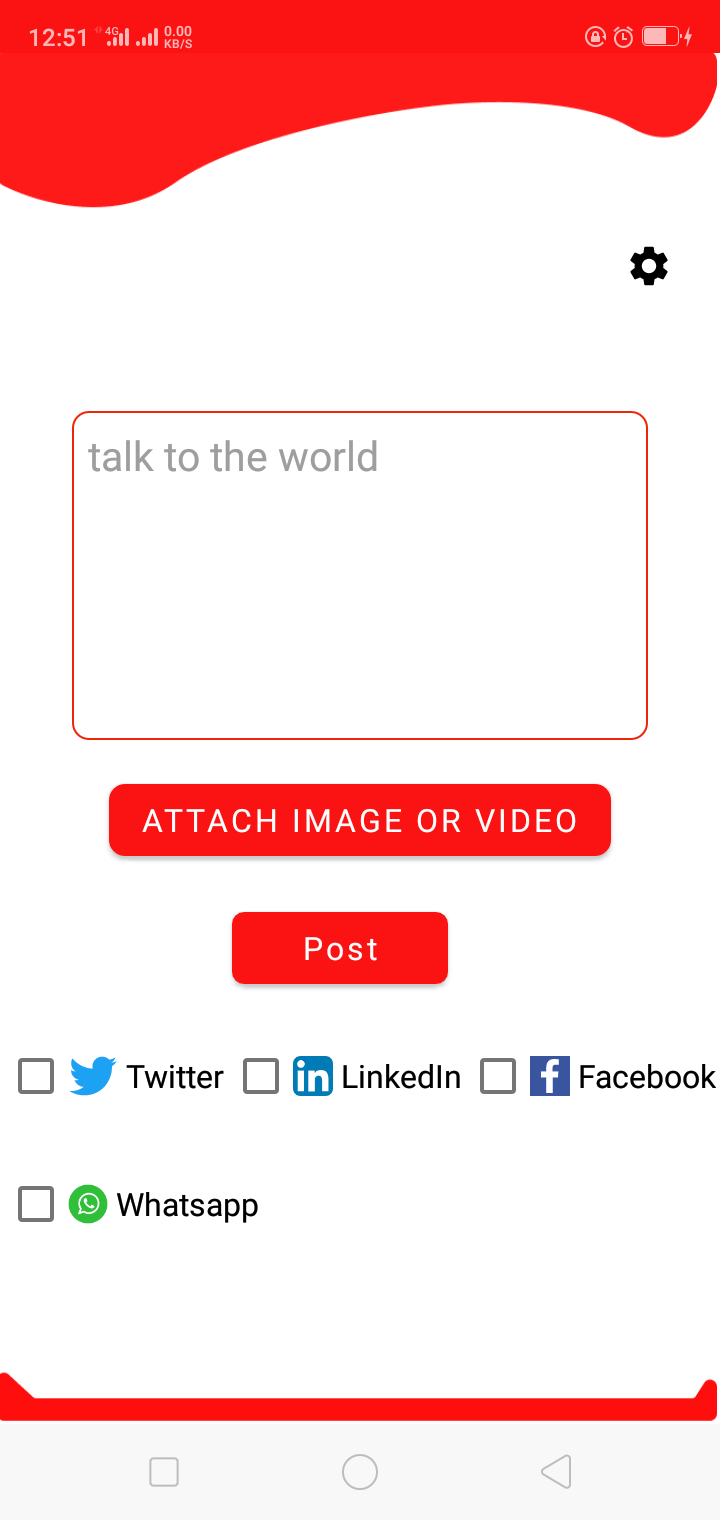 12:51 4G 0.00
KB/S
talk to the world
ATTACH IMAGE OR VIDEO
Post
Twitter in LinkedIn f Facebook
Whatsapp